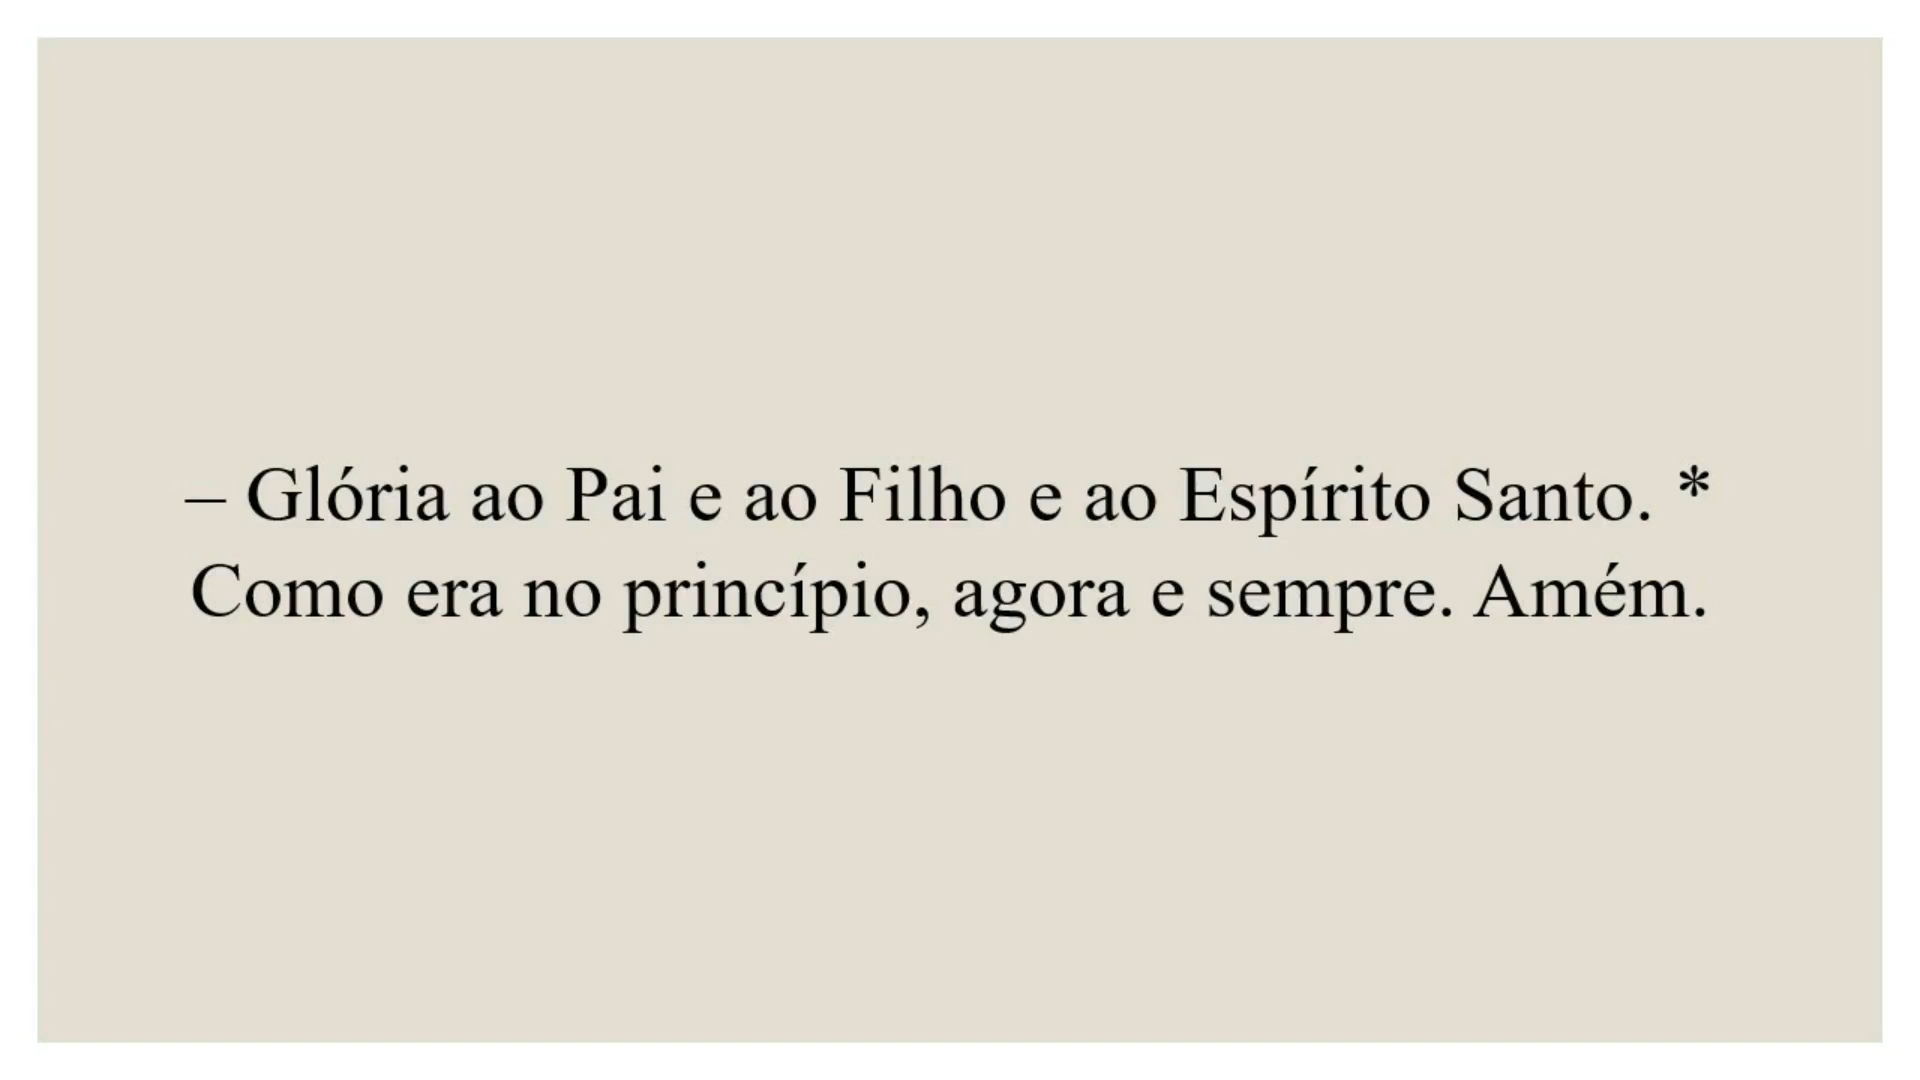 – Glória ao Pai e ao Filho e ao Espírito Santo. *
Como era no princípio, agora e sempre. Amém.